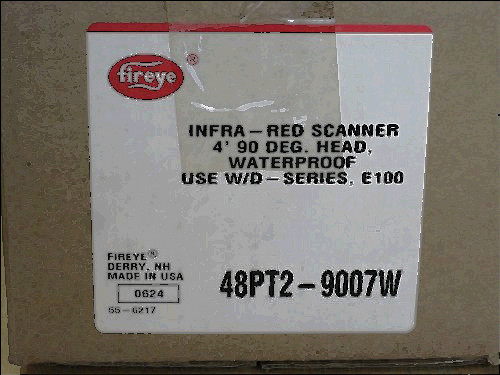 fireye®
INFRA-RED SCANNER
4' 90 DEG. HEAD,
WATERPROOF
USE W/D-SERIES, E100
FIREYE®
DERRY, NH
MADE IN USA
0624
48PT2-9007W
65-6217